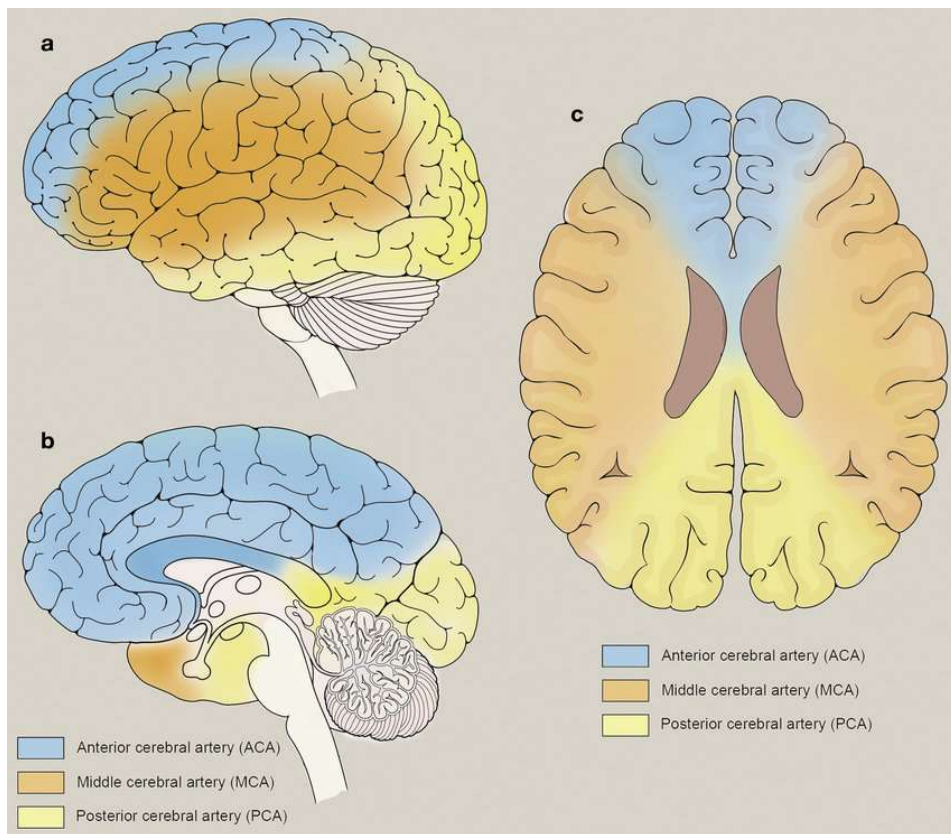 a
b
Anterior cerebral artery (ACA)
Middle cerebral artery (MCA)
Posterior cerebral artery (PCA)
c
Anterior cerebral artery (ACA)
Middle cerebral artery (MCA)
Posterior cerebral artery (PCA)